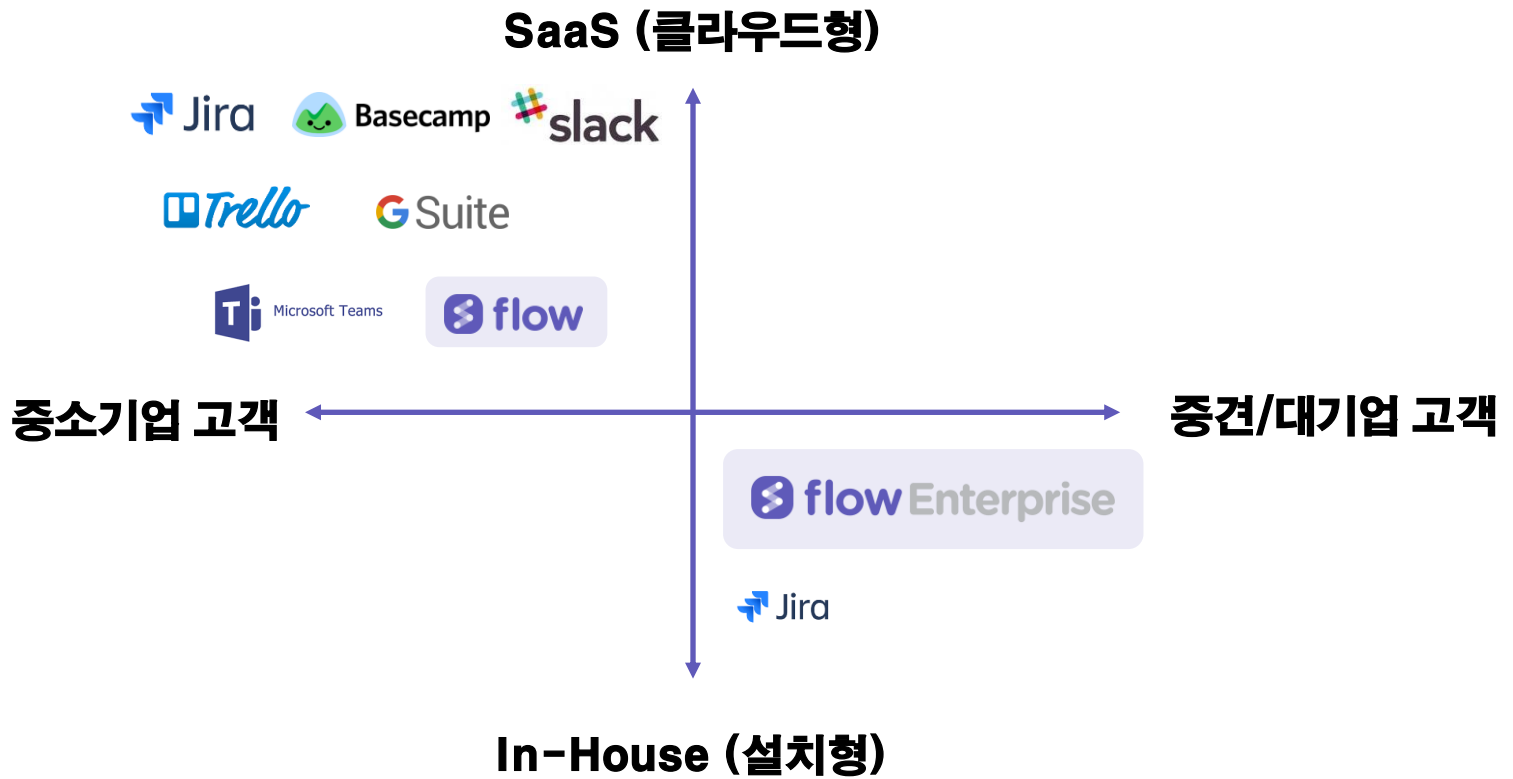 SaaS (클라우드형)
Jira
Basecamp
slack
Trello
G Suite
Microsoft Teams
flow
중소기업 고객
중견/대기업 고객
flow Enterprise
Jira
In-House (설치형)